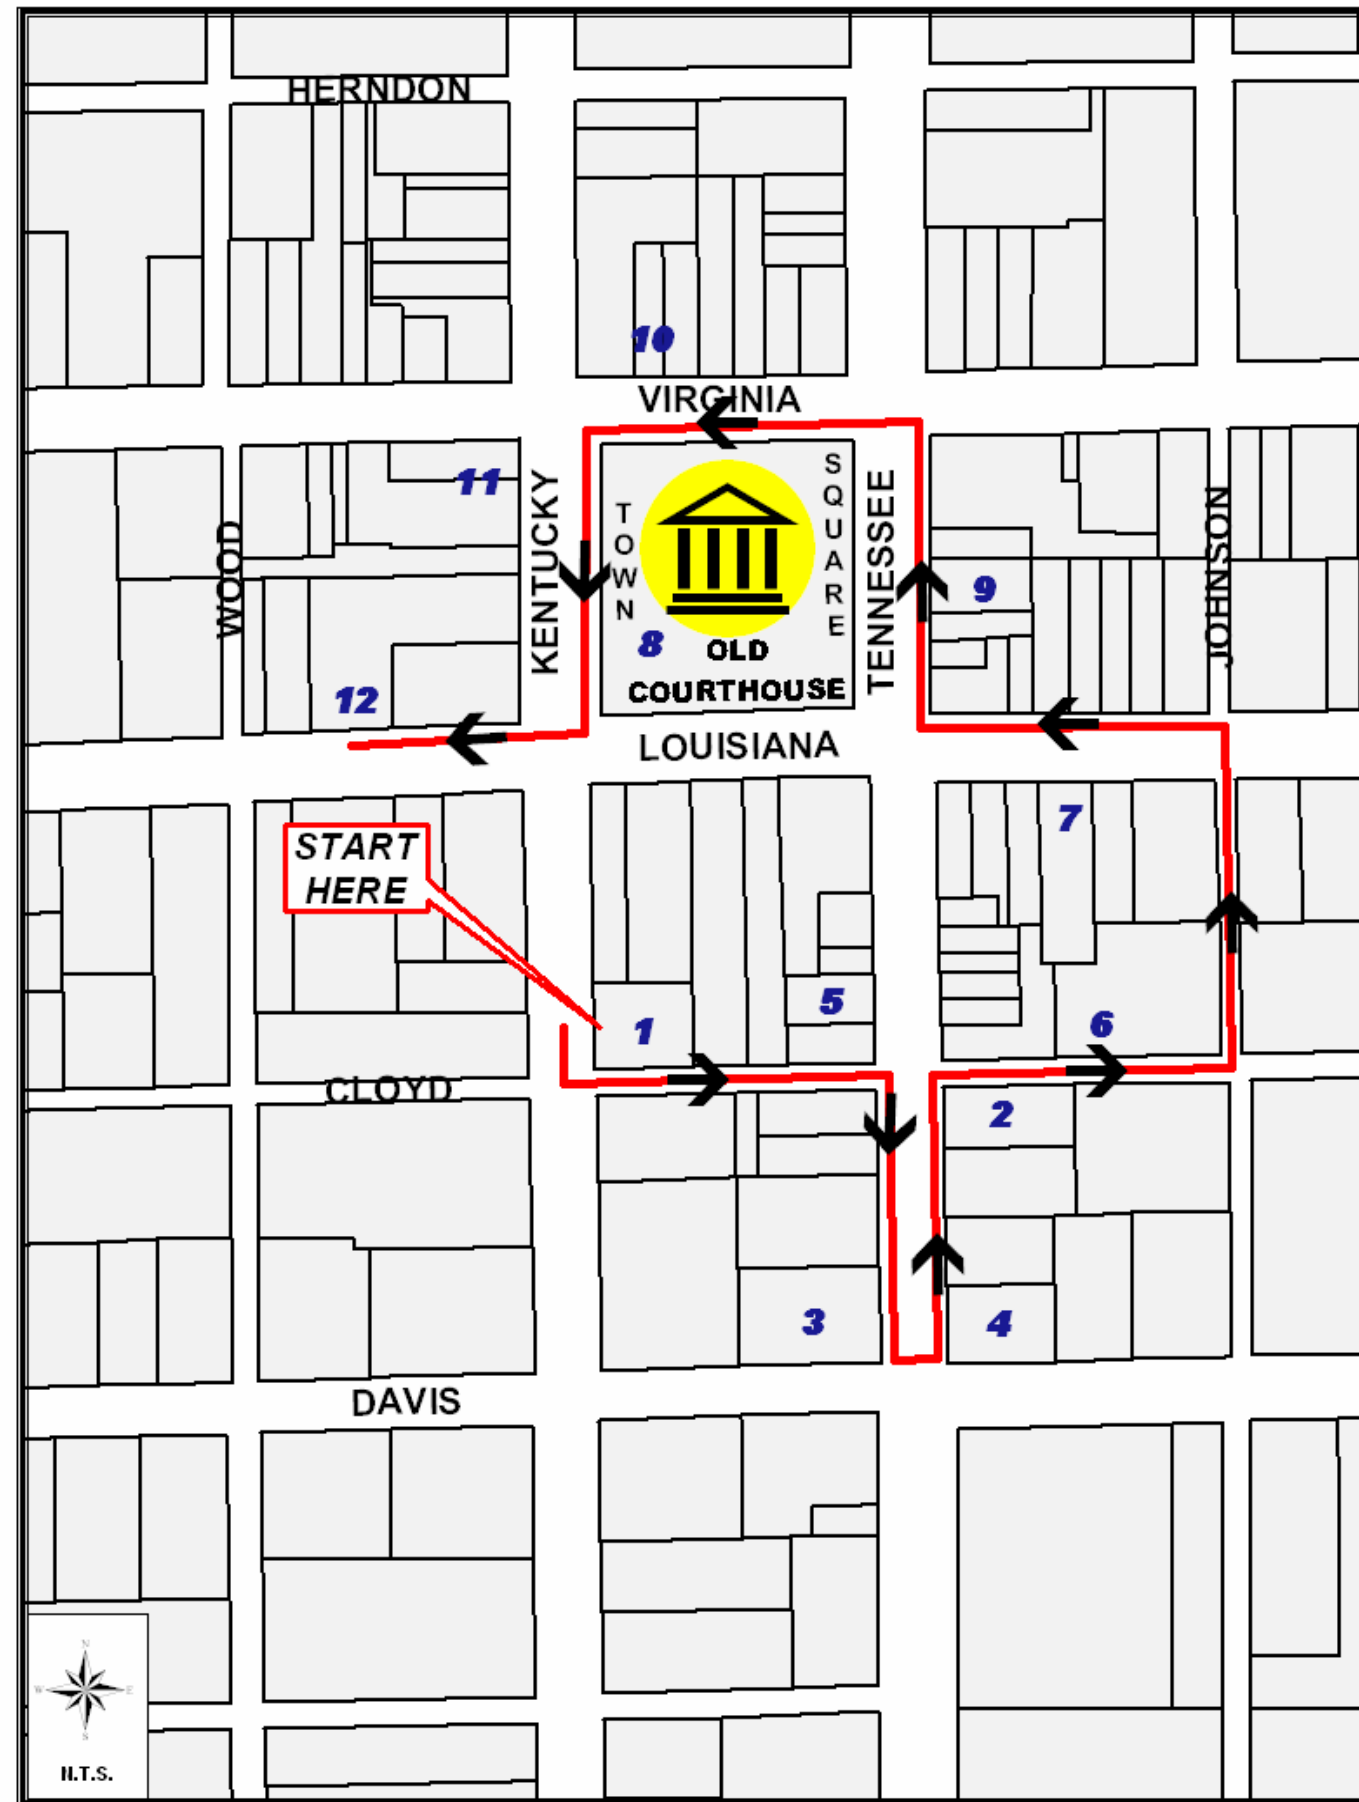 HERNDON
10
VIRGINIA
11
KENTUCKY
WOOD
TOWN
SQUARE
TENNESSEE
JOHNSON
9
8
OLD
COURTHOUSE
12
LOUISIANA
START
HERE
7
5
1
6
CLOYD
2
3
4
DAVIS
N
W
E
S
N.T.S.